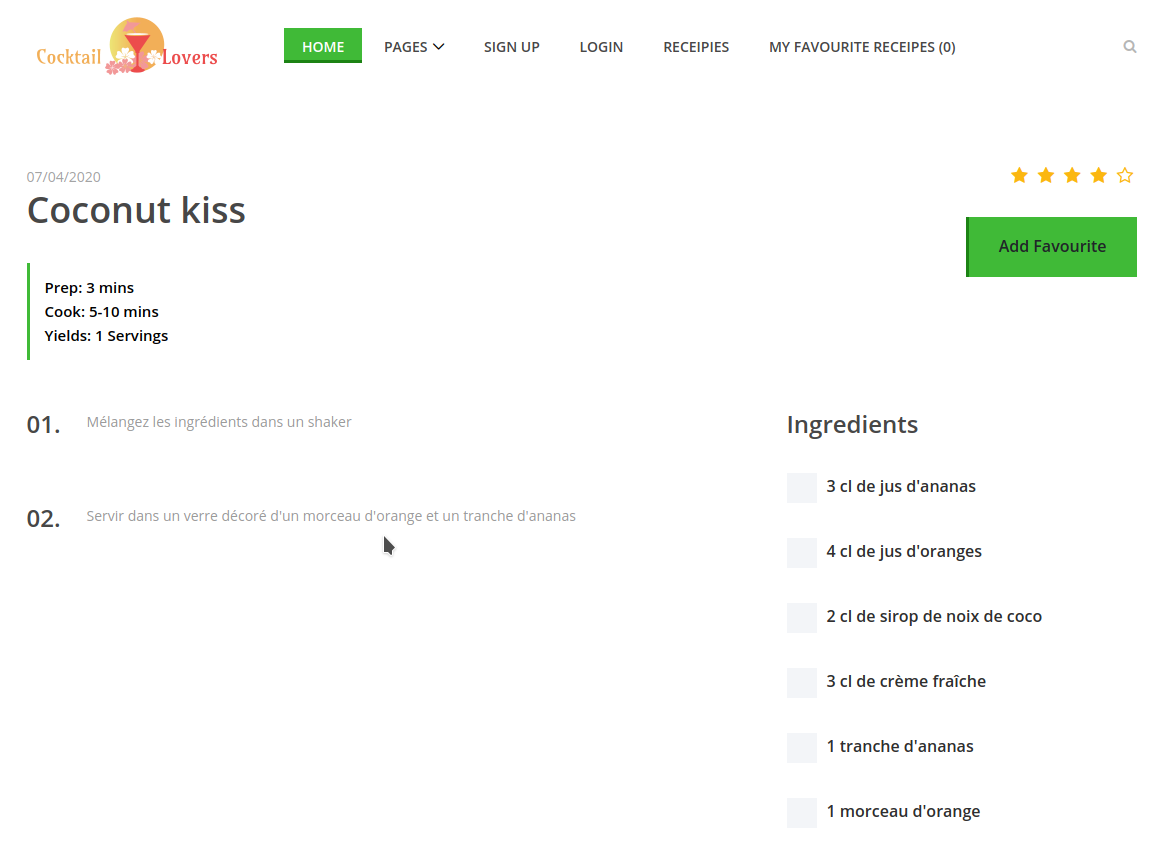 Cocktail Lovers
HOME PAGES SIGN UP LOGIN RECEIPIES MY FAVOURITE RECEIPES (0)
07/04/2020
Coconut kiss
Add Favourite
Prep: 3 mins
Cook: 5-10 mins
Yields: 1 Servings
01. Mélangez les ingrédients dans un shaker
02. Servir dans un verre décoré d'un morceau d'orange et un tranche d'ananas
Ingredients
3 cl de jus d'ananas
4 cl de jus d'oranges
2 cl de sirop de noix de coco
3 cl de crème fraîche
1 tranche d'ananas
1 morceau d'orange